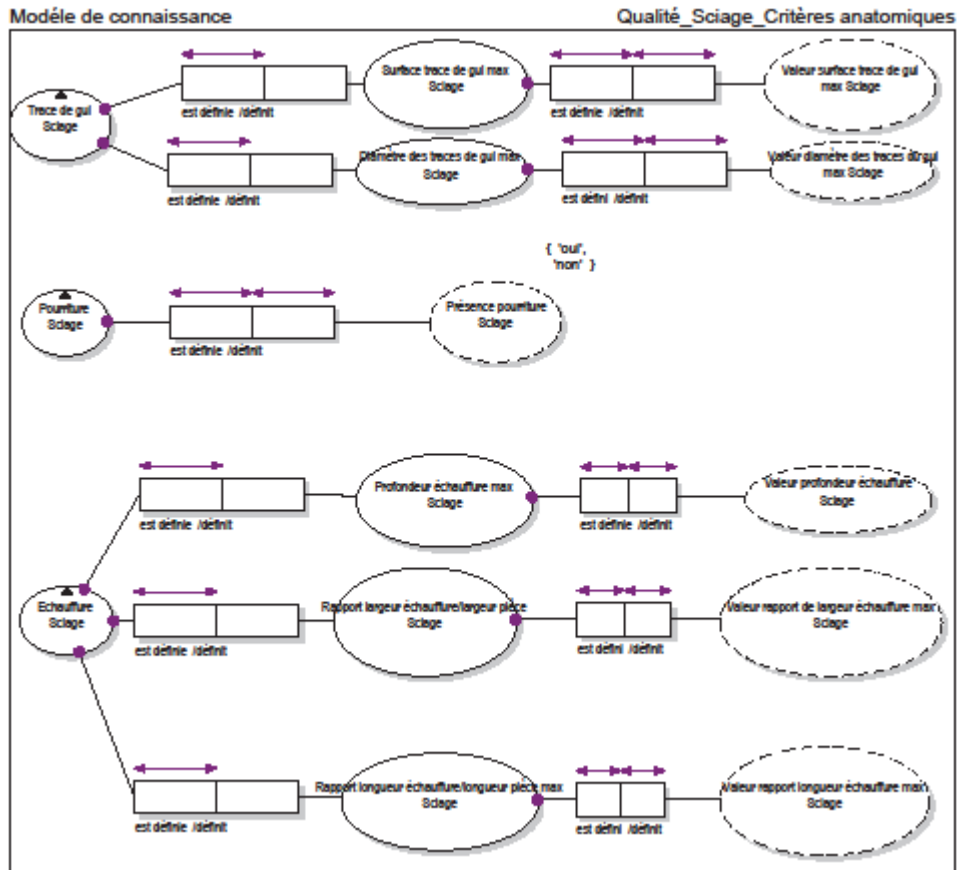 Modéle de connaissance
Qualité_Sciage_Critères anatomiques
Trace de gui
Sciage
est définie /définit
Surface trace de gui max
Sciage
est définie /définit
Valeur surface trace de gui
max Sciage
est définie /définit
Diamètre des traces de gui max
Sciage
est défini /définit
Valeur diamètre des traces du gui
max Sciage
{ 'oui',
'non' }
Pourriture
Sciage
est définie /définit
Présence pourriture
Sciage
Echauffure
Sciage
est définie /définit
Profondeur échauffure max
Sciage
est définie /définit
Valeur profondeur échauffure
Sciage
est définie /définit
Rapport largeur échauffure/largeur pièce
Sciage
est défini /définit
Valeur rapport de largeur échauffure max
Sciage
est définie /définit
Rapport longueur échauffure/longueur pièce max
Sciage
est défini /définit
Valeur rapport longueur échauffure max
Sciage